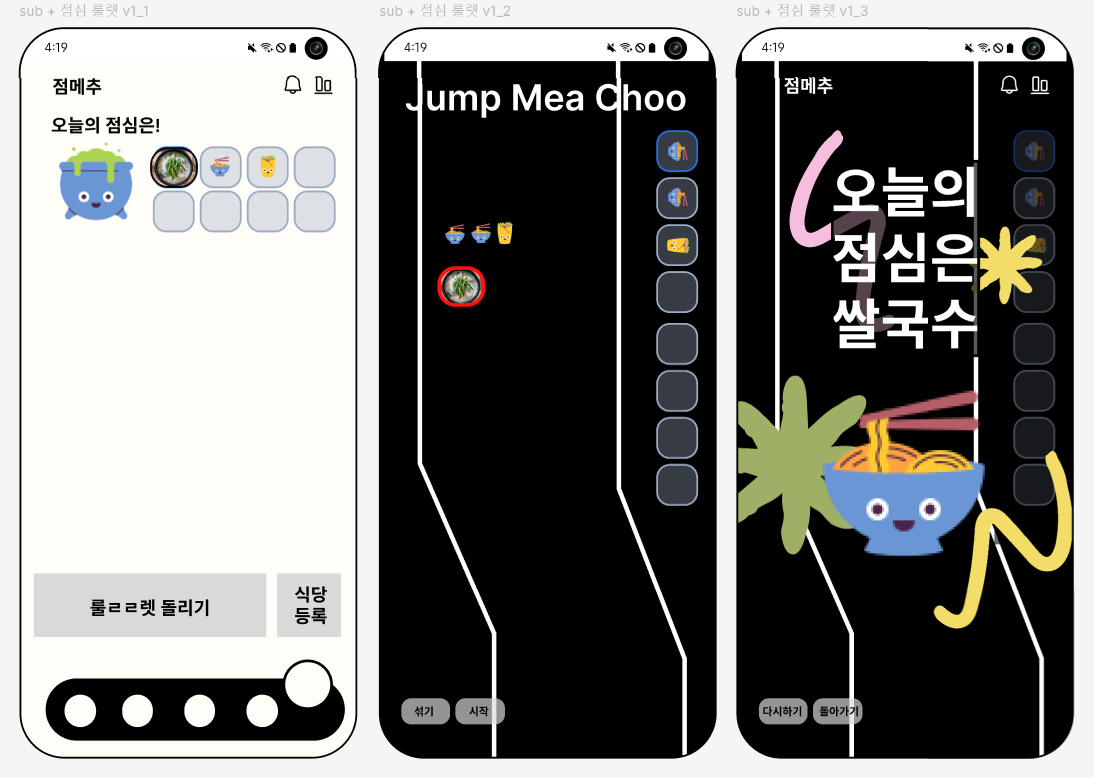 sub + 점심 룰렛 v1_1
4:19
점메추
오늘의 점심은!
룰ㄹㄹ렛 돌리기
식당
등록
sub + 점심 룰렛 v1_2
4:19
Jump Mea Choo
섞기
시작
sub + 점심 룰렛 v1_3
4:19
점메추
오늘의
점심은
쌀국수
다시하기
돌아가기